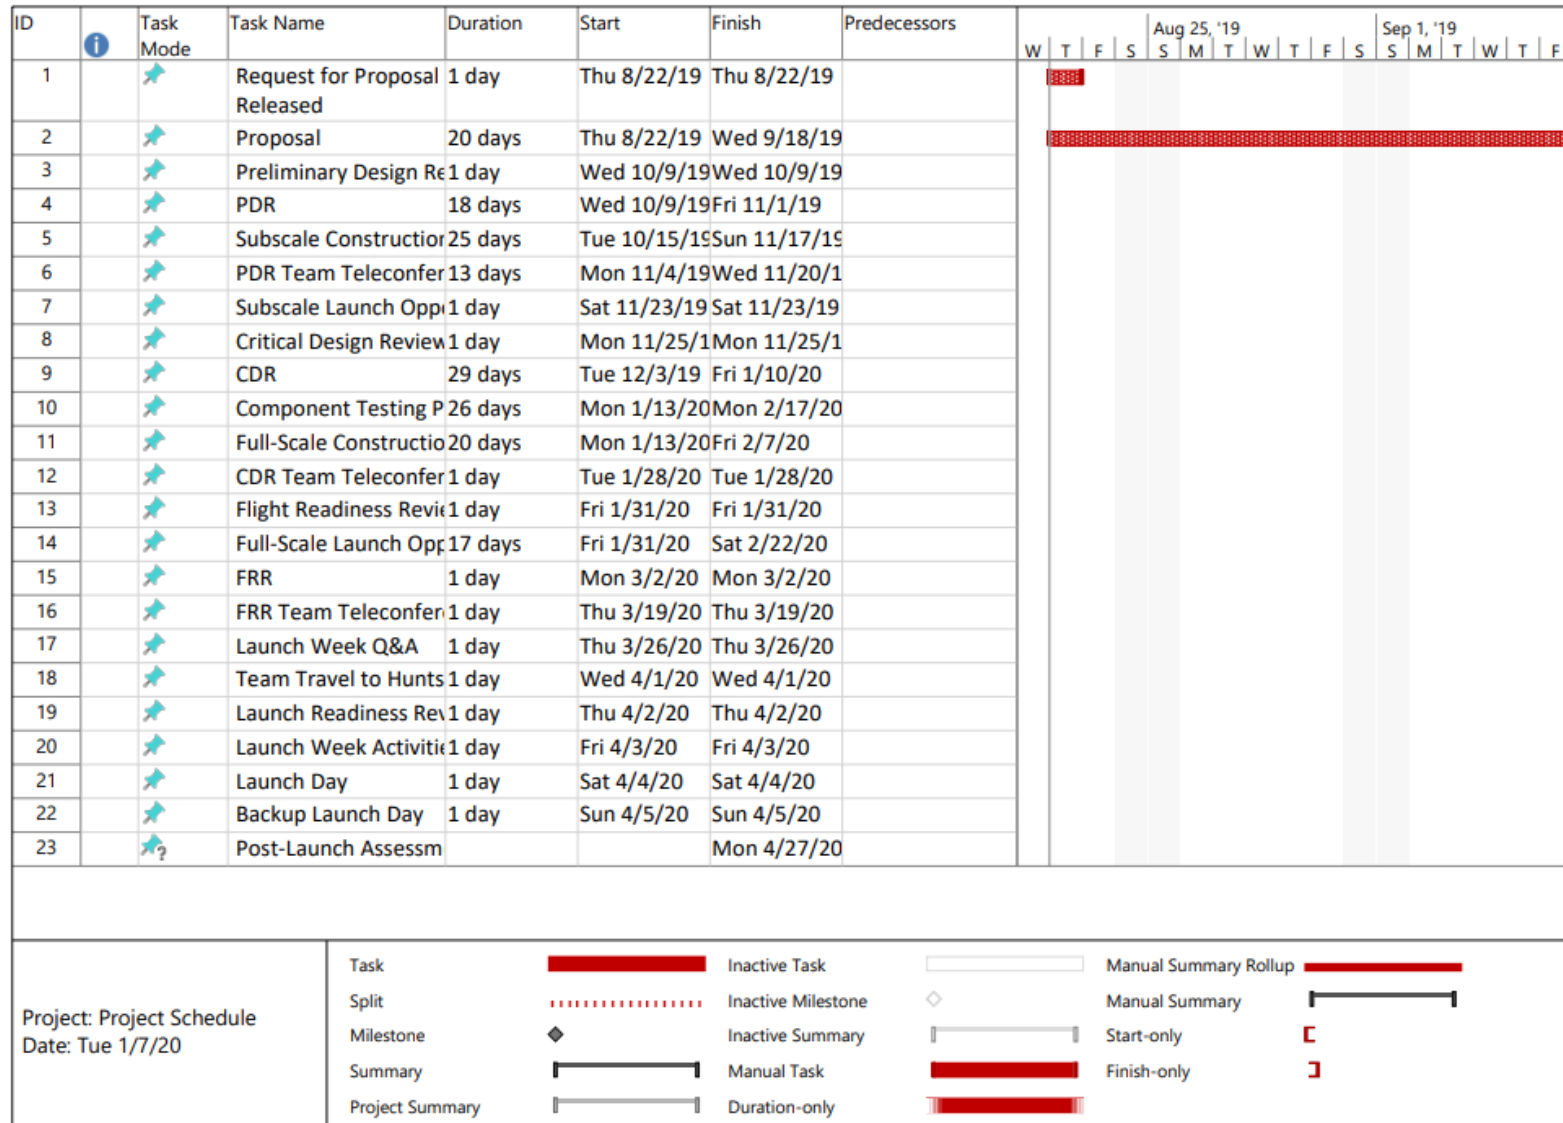 ID Task Mode Task Name Duration Start Finish Predecessors
Aug 25, '19 Sep 1, '19
W T F S S M T W T F S S M T W T F
1 Request for Proposal Released 1 day Thu 8/22/19 Thu 8/22/19
2 Proposal 20 days Thu 8/22/19 Wed 9/18/19
3 Preliminary Design Re 1 day Wed 10/9/19 Wed 10/9/19
4 PDR 18 days Wed 10/9/19 Fri 11/1/19
5 Subscale Construction 25 days Tue 10/15/19 Sun 11/17/19
6 PDR Team Teleconfer 13 days Mon 11/4/19 Wed 11/20/1
7 Subscale Launch Oppo 1 day Sat 11/23/19 Sat 11/23/19
8 Critical Design Review 1 day Mon 11/25/1 Mon 11/25/1
9 CDR 29 days Tue 12/3/19 Fri 1/10/20
10 Component Testing P 26 days Mon 1/13/20 Mon 2/17/20
11 Full-Scale Constructio 20 days Mon 1/13/20 Fri 2/7/20
12 CDR Team Teleconfer 1 day Tue 1/28/20 Tue 1/28/20
13 Flight Readiness Revie 1 day Fri 1/31/20 Fri 1/31/20
14 Full-Scale Launch Opp 17 days Fri 1/31/20 Sat 2/22/20
15 FRR 1 day Mon 3/2/20 Mon 3/2/20
16 FRR Team Teleconfer 1 day Thu 3/19/20 Thu 3/19/20
17 Launch Week Q&A 1 day Thu 3/26/20 Thu 3/26/20
18 Team Travel to Hunts 1 day Wed 4/1/20 Wed 4/1/20
19 Launch Readiness Rev 1 day Thu 4/2/20 Thu 4/2/20
20 Launch Week Activitie 1 day Fri 4/3/20 Fri 4/3/20
21 Launch Day 1 day Sat 4/4/20 Sat 4/4/20
22 Backup Launch Day 1 day Sun 4/5/20 Sun 4/5/20
23 Post-Launch Assessm Mon 4/27/20
Project: Project Schedule
Date: Tue 1/7/20
Task
Split
Milestone
Summary
Project Summary
Inactive Task
Inactive Milestone
Inactive Summary
Manual Task
Duration-only
Manual Summary Rollup
Manual Summary
Start-only
Finish-only